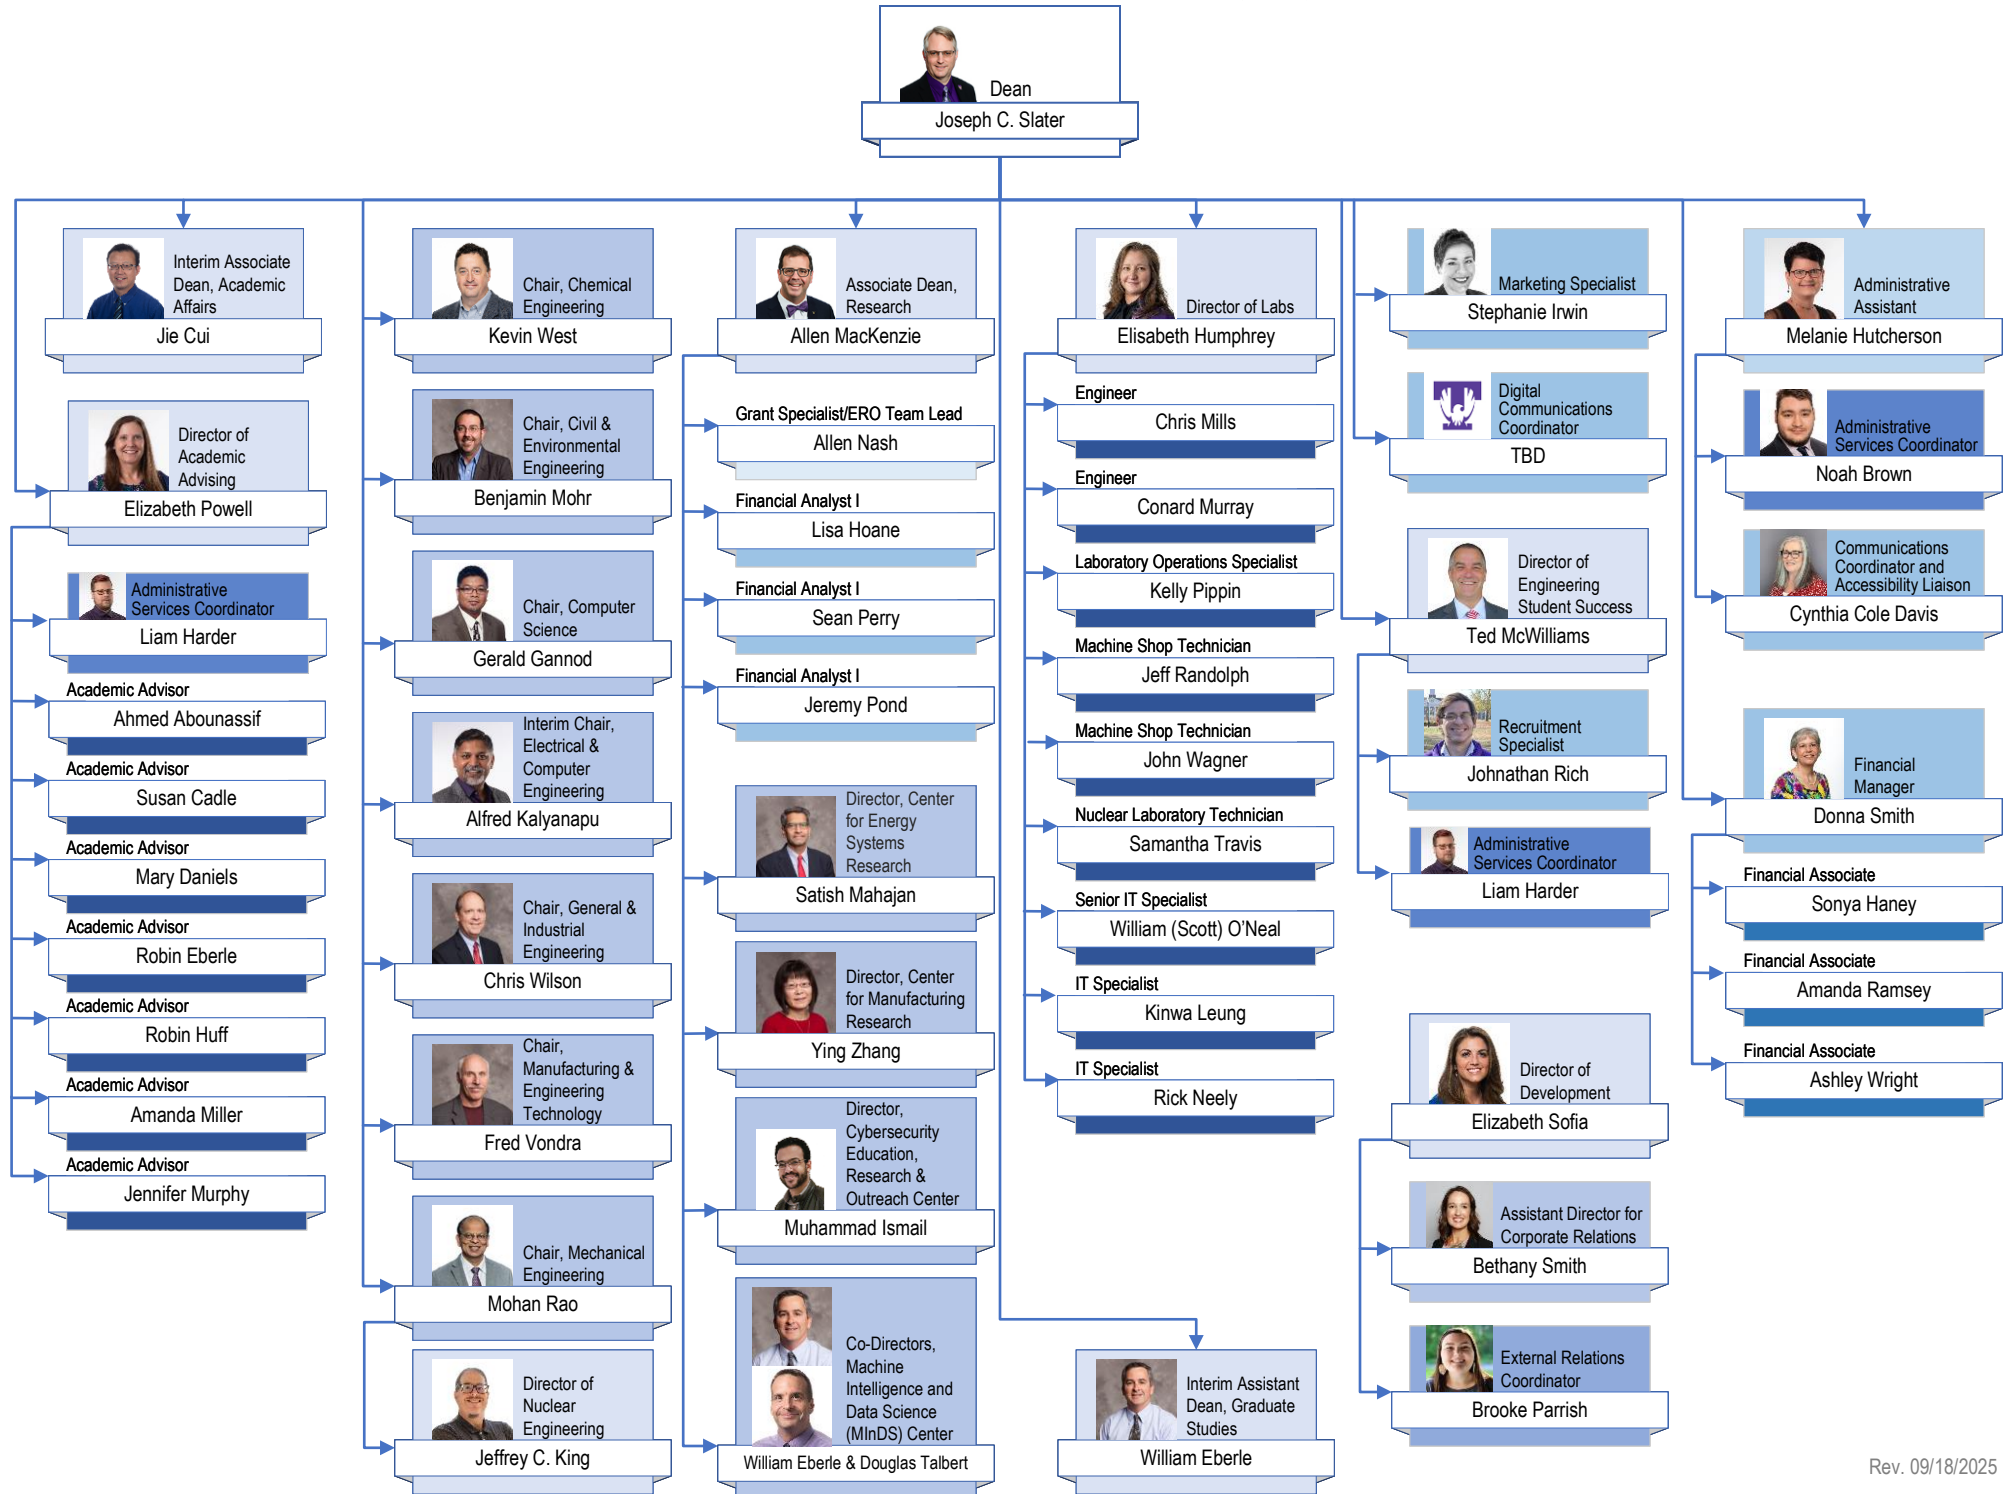 Dean
Joseph C. Slater
Interim Associate
Dean, Academic
Affairs
Jie Cui
Director of
Academic
Advising
Elizabeth Powell
Administrative
Services Coordinator
Liam Harder
Academic Advisor
Ahmed Abounassif
Academic Advisor
Susan Cadle
Academic Advisor
Mary Daniels
Academic Advisor
Robin Eberle
Academic Advisor
Robin Huff
Academic Advisor
Amanda Miller
Academic Advisor
Jennifer Murphy
Chair, Chemical
Engineering
Kevin West
Chair, Civil &
Environmental
Engineering
Benjamin Mohr
Chair, Computer
Science
Gerald Gannod
Interim Chair,
Electrical &
Computer
Engineering
Alfred Kalyanapu
Chair, General &
Industrial
Engineering
Chris Wilson
Chair,
Manufacturing &
Engineering
Technology
Fred Vondra
Chair, Mechanical
Engineering
Mohan Rao
Director of
Nuclear
Engineering
Jeffrey C. King
Associate Dean,
Research
Allen MacKenzie
Grant Specialist/ERO Team Lead
Allen Nash
Financial Analyst I
Lisa Hoane
Financial Analyst I
Sean Perry
Financial Analyst I
Jeremy Pond
Director, Center
for Energy
Systems
Research
Satish Mahajan
Director, Center
for Manufacturing
Research
Ying Zhang
Director,
Cybersecurity
Education,
Research &
Outreach Center
Muhammad Ismail
Co-Directors,
Machine
Intelligence and
Data Science
(MInDS) Center
William Eberle & Douglas Talbert
Director of Labs
Elisabeth Humphrey
Engineer
Chris Mills
Engineer
Conard Murray
Laboratory Operations Specialist
Kelly Pippin
Machine Shop Technician
Jeff Randolph
Machine Shop Technician
John Wagner
Nuclear Laboratory Technician
Samantha Travis
Senior IT Specialist
William (Scott) O'Neal
IT Specialist
Kinwa Leung
IT Specialist
Rick Neely
Interim Assistant
Dean, Graduate
Studies
William Eberle
Marketing Specialist
Stephanie Irwin
Digital
Communications
Coordinator
TBD
Director of
Engineering
Student Success
Ted McWilliams
Recruitment
Specialist
Johnathan Rich
Administrative
Services Coordinator
Liam Harder
Director of
Development
Elizabeth Sofia
Assistant Director for
Corporate Relations
Bethany Smith
External Relations
Coordinator
Brooke Parrish
Administrative
Assistant
Melanie Hutcherson
Administrative
Services Coordinator
Noah Brown
Communications
Coordinator and
Accessibility Liaison
Cynthia Cole Davis
Financial
Manager
Donna Smith
Financial Associate
Sonya Haney
Financial Associate
Amanda Ramsey
Financial Associate
Ashley Wright
Rev. 09/18/2025